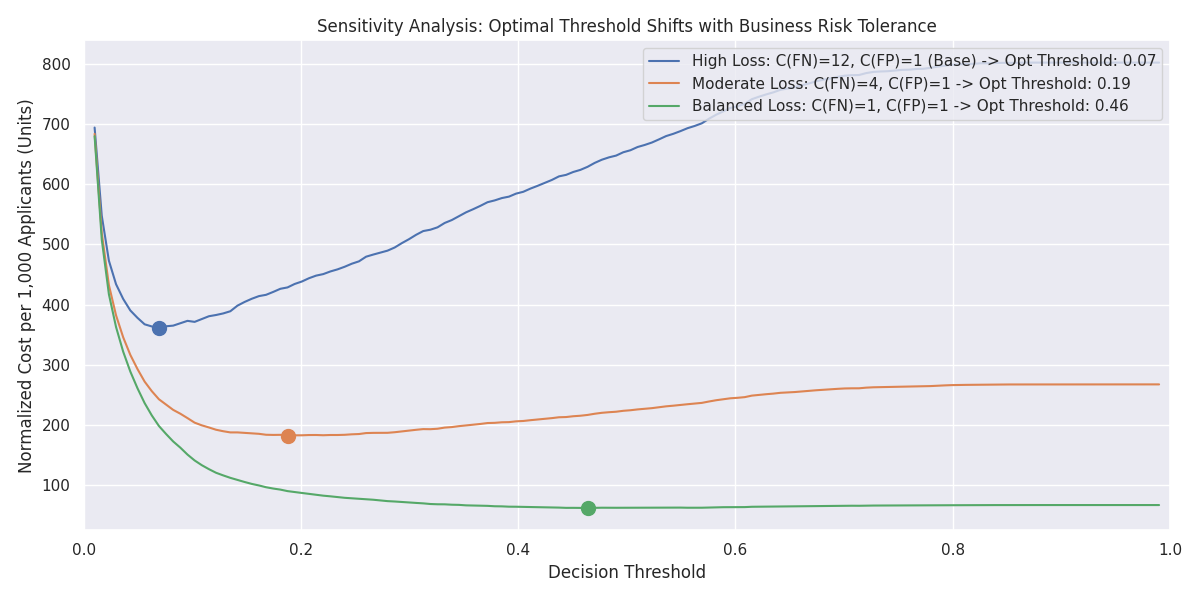 Sensitivity Analysis: Optimal Threshold Shifts with Business Risk Tolerance
High Loss: C(FN)=12, C(FP)=1 (Base) -> Opt Threshold: 0.07
Moderate Loss: C(FN)=4, C(FP)=1 -> Opt Threshold: 0.19
Balanced Loss: C(FN)=1, C(FP)=1 -> Opt Threshold: 0.46
Normalized Cost per 1,000 Applicants (Units)
800
700
600
500
400
300
200
100
0.0 0.2 0.4 0.6 0.8 1.0
Decision Threshold